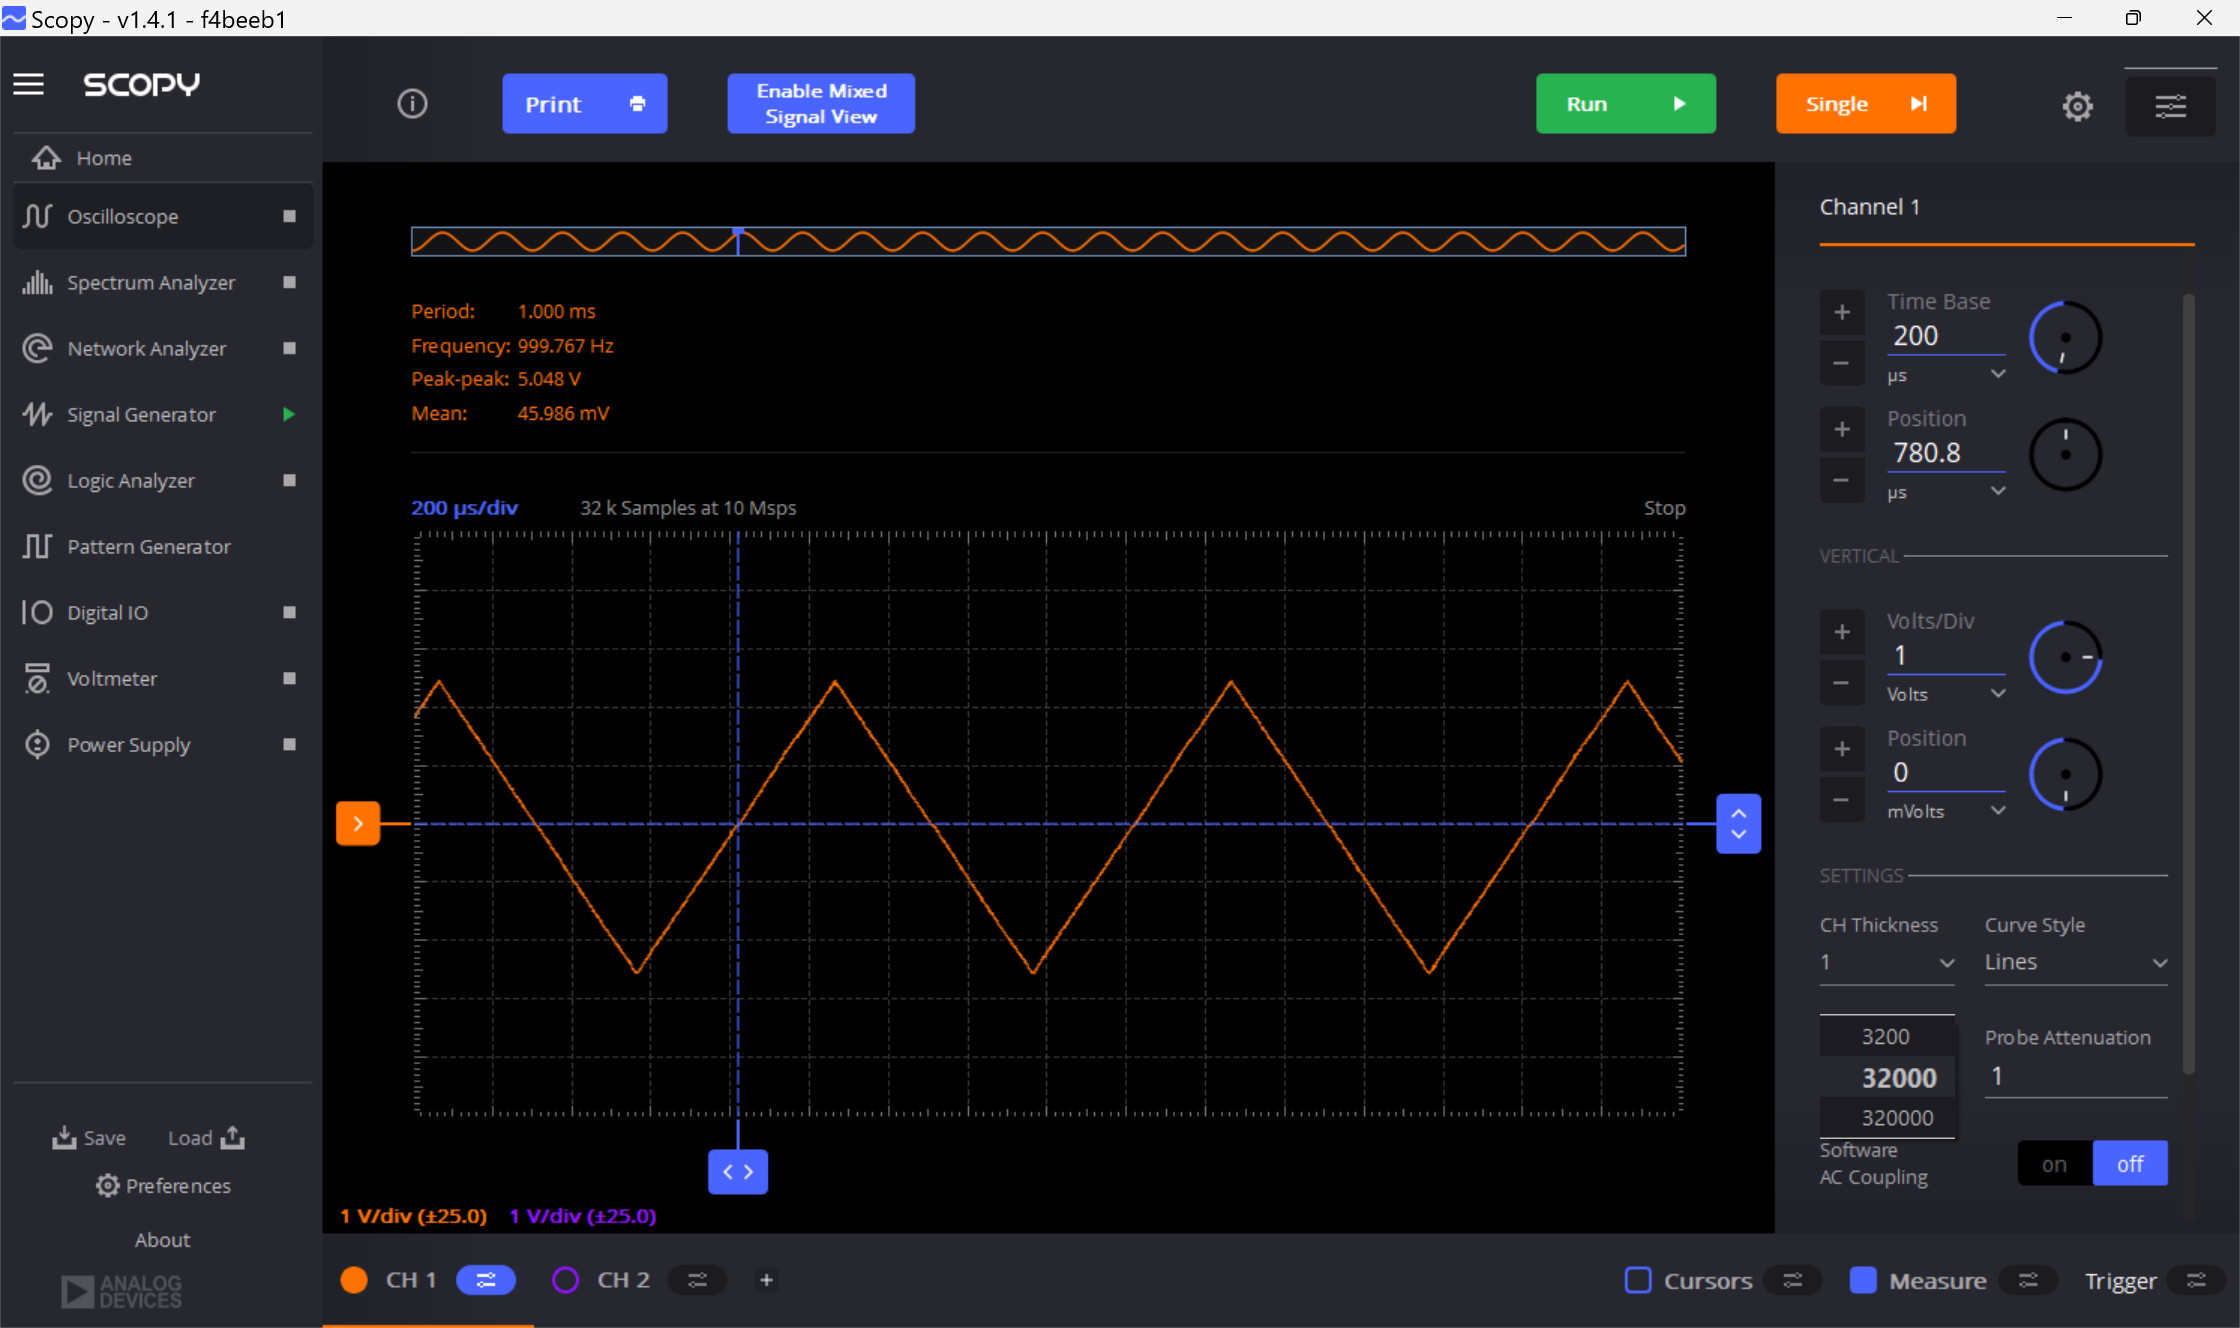 Scopy - v1.4.1 - f4beeb1
SCOPY
Print
Enable Mixed
Signal View
Run
Single
Home
Oscilloscope
Spectrum Analyzer
Network Analyzer
Signal Generator
Logic Analyzer
Pattern Generator
Digital IO
Voltmeter
Power Supply
Save
Load
Preferences
About
ANALOG
DEVICES
Period: 1.000 ms
Frequency: 999.767 Hz
Peak-peak: 5.048 V
Mean: 45.986 mV
200 µs/div 32 k Samples at 10 Msps Stop
1 V/div (±25.0) 1 V/div (±25.0)
CH 1
CH 2
+
Cursors
Measure
Trigger
Channel 1
+
Time Base
200
−
µs
+
Position
780.8
−
µs
VERTICAL
+
Volts/Div
1
−
Volts
+
Position
0
−
mVolts
SETTINGS
CH Thickness Curve Style
1 Lines
3200
32000
320000
Probe Attenuation
1
Software
AC Coupling
on off